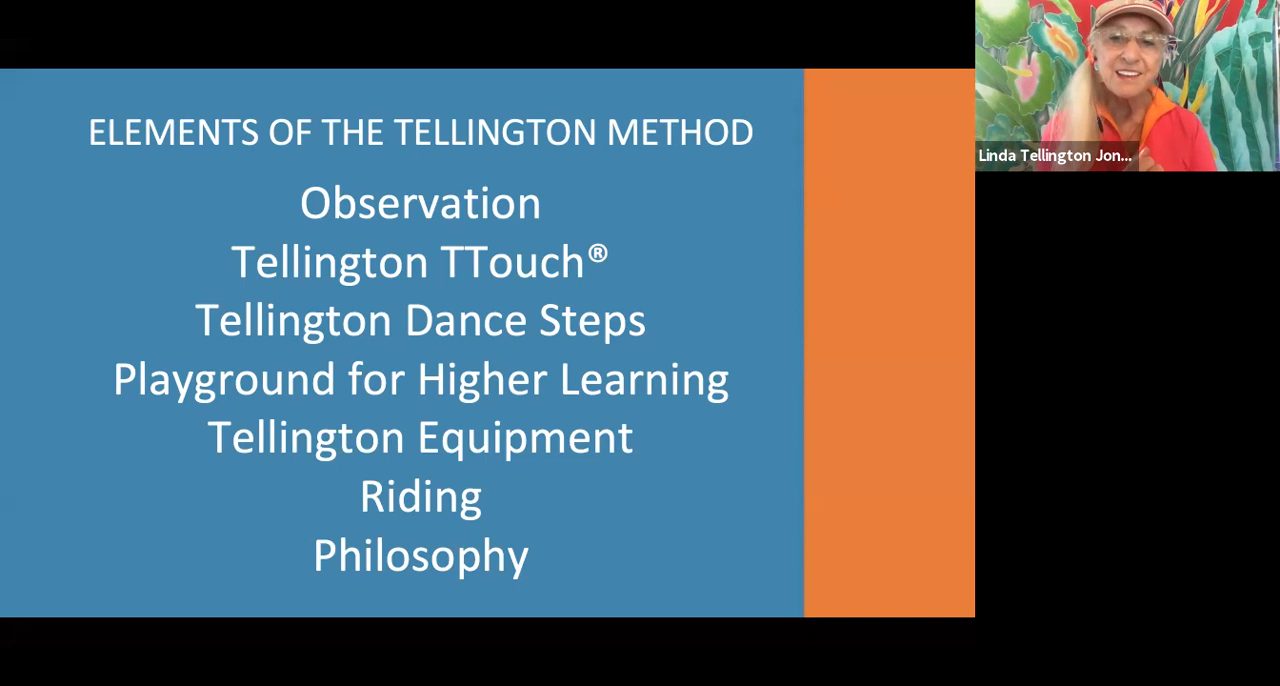 ELEMENTS OF THE TELLINGTON METHOD
Observation
Tellington TTouch®
Tellington Dance Steps
Playground for Higher Learning
Tellington Equipment
Riding
Philosophy
Linda Tellington Jon...